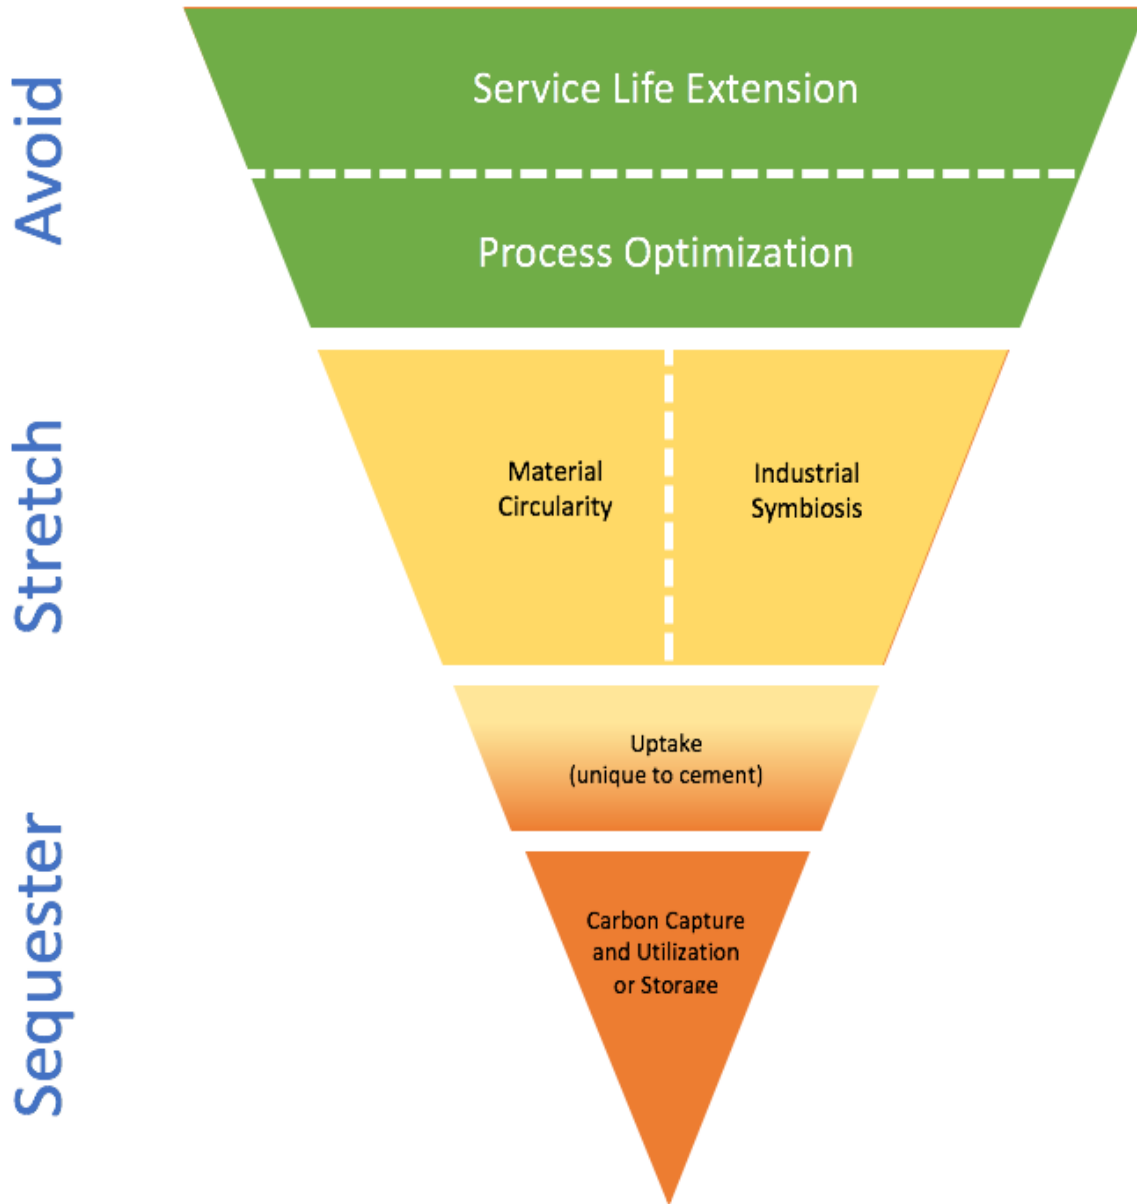 Avoid
Service Life Extension
Process Optimization
Stretch
Material
Circularity
Industrial
Symbiosis
Sequester
Uptake
(unique to cement)
Carbon Capture
and Utilization
or Storage